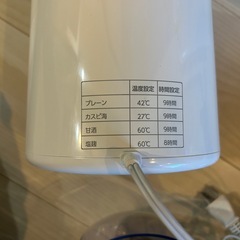 温度設定 時間設定
プレーン 42℃ 9時間
カスピ海 27℃ 9時間
甘酒 60℃ 9時間
塩麹 60℃ 8時間